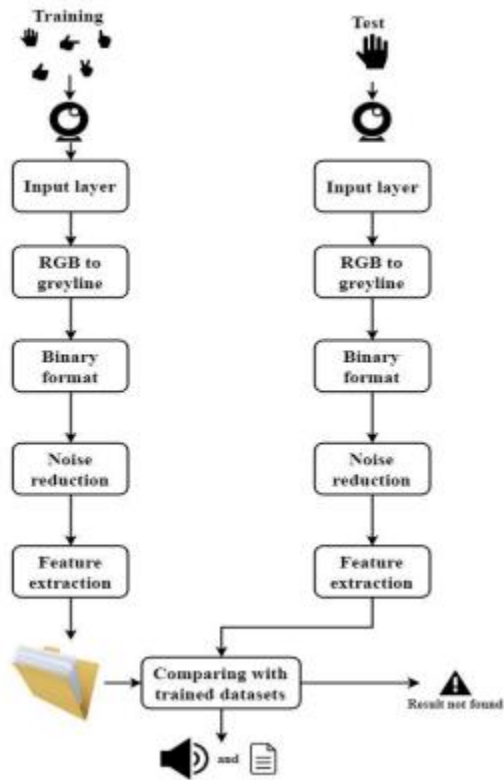 Training
Input layer
RGB to
greyline
Binary
format
Noise
reduction
Feature
extraction
Test
Input layer
RGB to
greyline
Binary
format
Noise
reduction
Feature
extraction
Comparing with
trained datasets
Result not found
and